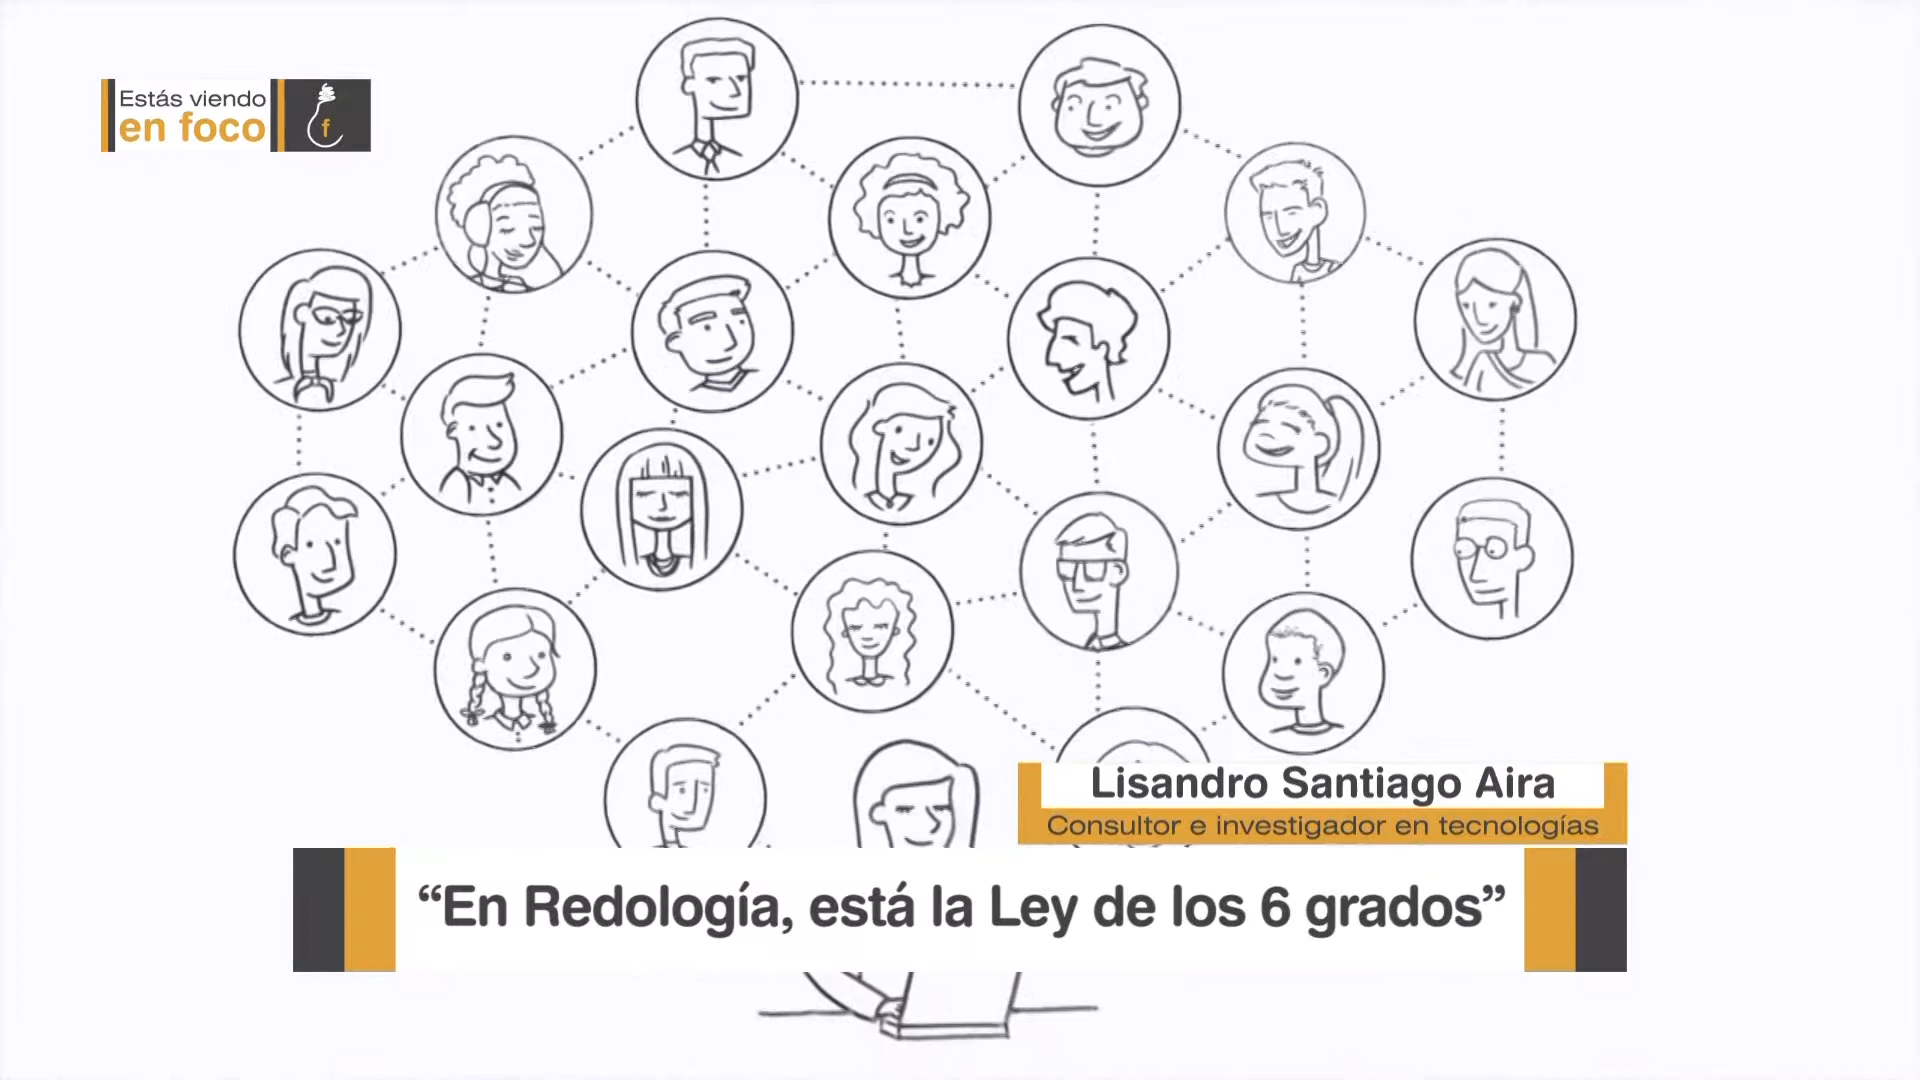 Estás viendo
en foco
f
Lisandro Santiago Aira
Consultor e investigador en tecnologías
“En Redología, está la Ley de los 6 grados”